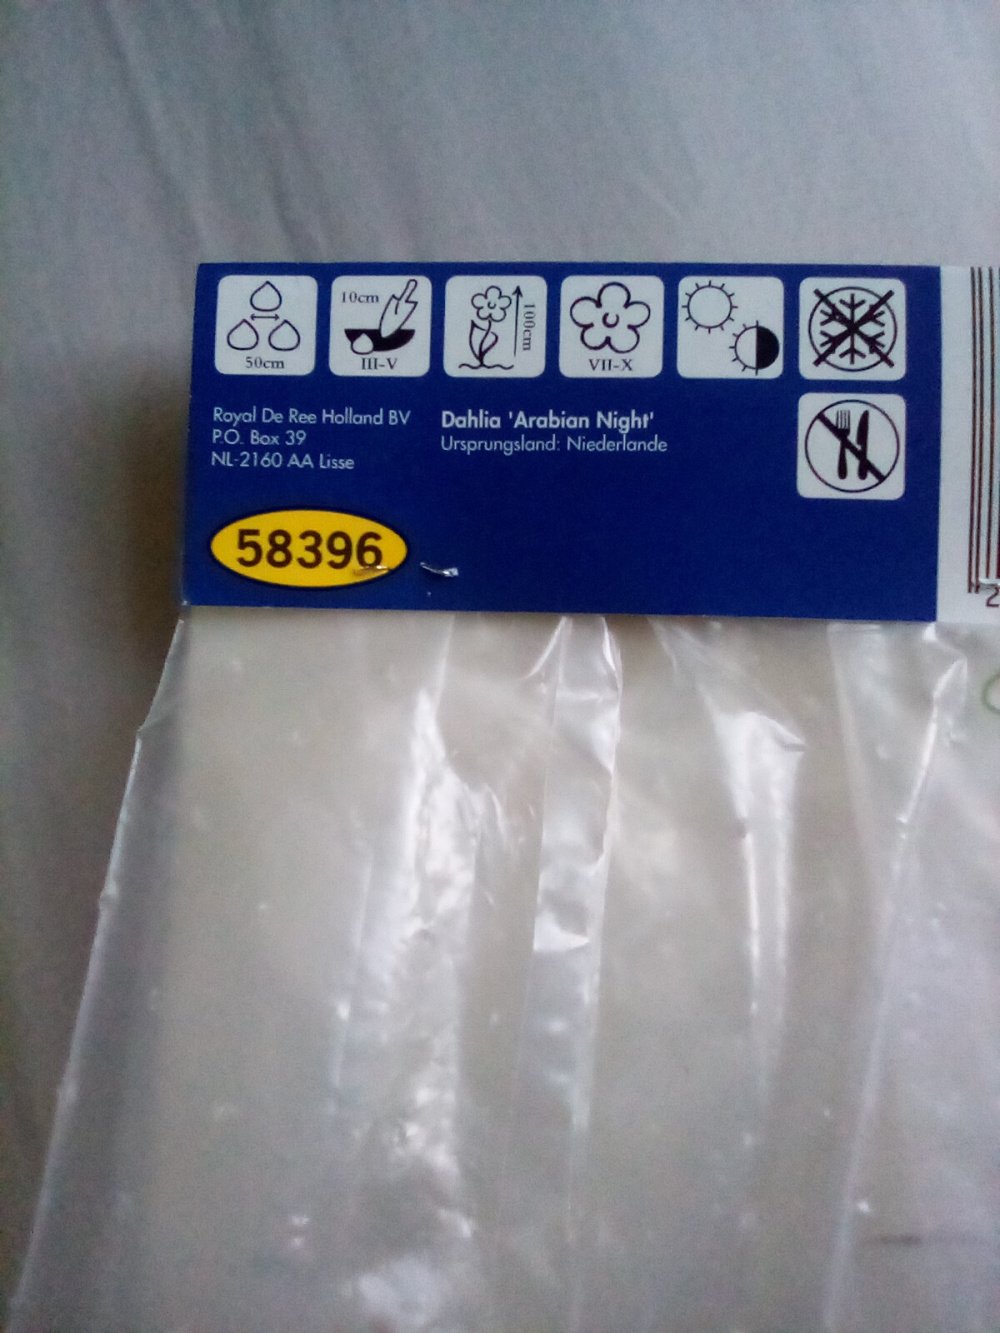 50cm
10cm
III-V
100cm
VII-X
Royal De Ree Holland BV
P.O. Box 39
NL-2160 AA Lisse
Dahlia 'Arabian Night'
Ursprungsland: Niederlande
58396
2